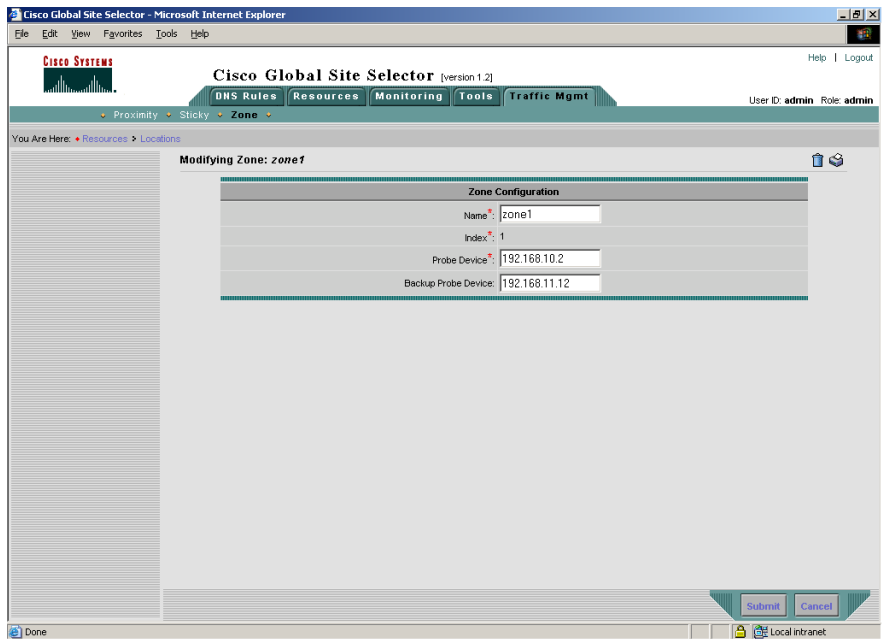 Cisco Global Site Selector - Microsoft Internet Explorer
File Edit View Favorites Tools Help
CISCO SYSTEMS
Help | Logout
Cisco Global Site Selector [version 1.2]
DNS Rules Resources Monitoring Tools Traffic Mgmt
User ID: admin Role: admin
Proximity Sticky Zone
You Are Here: Resources > Locations
Modifying Zone: zone1
Zone Configuration
Name*: zone1
Index*: 1
Probe Device*: 192.168.10.2
Backup Probe Device: 192.168.11.12
Submit Cancel
Done Local intranet